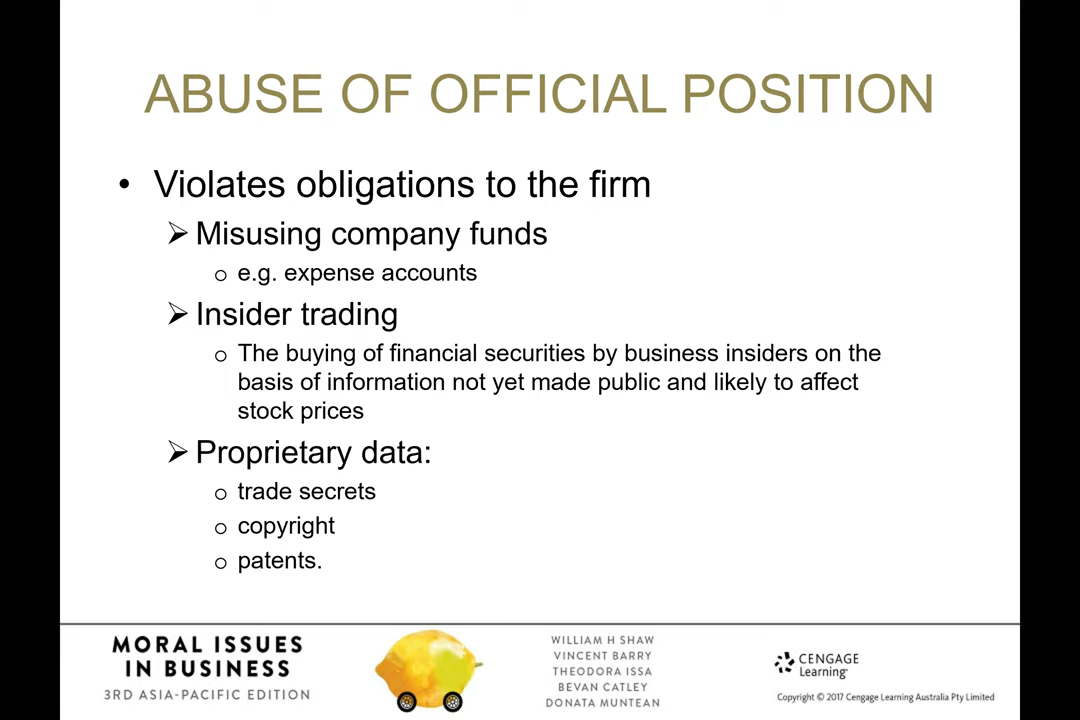 ABUSE OF OFFICIAL POSITION
• Violates obligations to the firm
➢ Misusing company funds
o e.g. expense accounts
➢ Insider trading
o The buying of financial securities by business insiders on the
basis of information not yet made public and likely to affect
stock prices
➢ Proprietary data:
o trade secrets
o copyright
o patents.
MORAL ISSUES
IN BUSINESS
3RD ASIA-PACIFIC EDITION
WILLIAM H SHAW
VINCENT BARRY
THEODORA ISSA
BEVAN CATLEY
DONATA MUNTEAN
CENGAGE
Learning
Copyright © 2017 Cengage Learning Australia Pty Limited